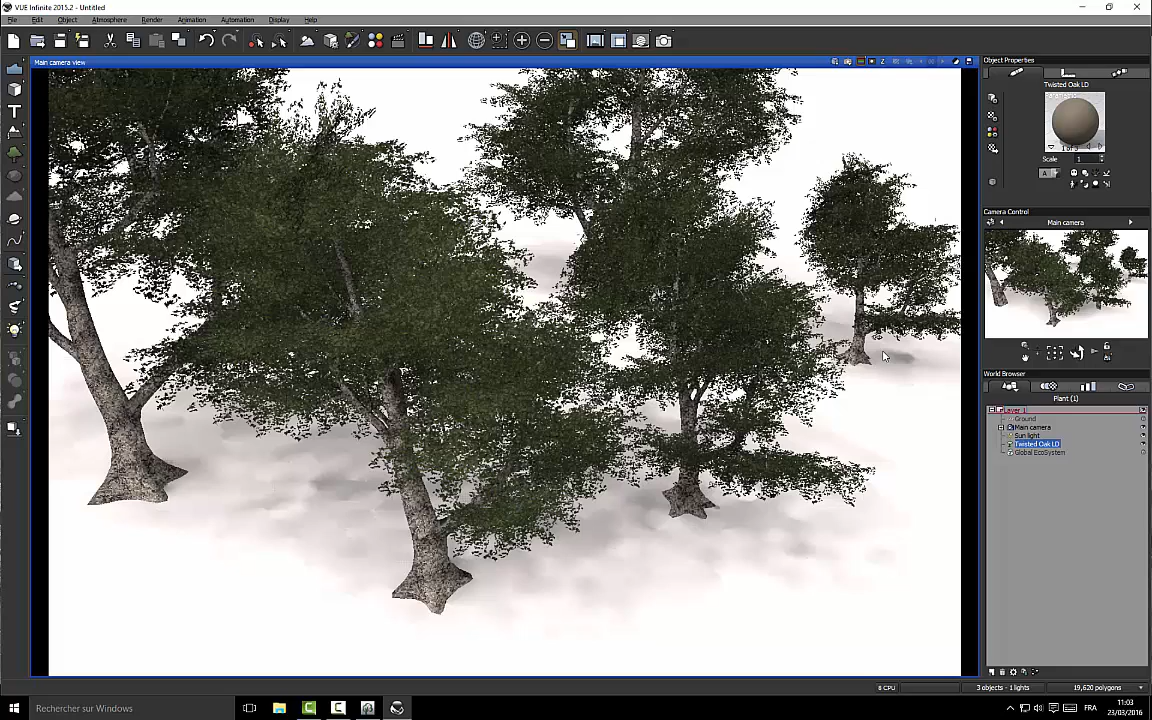 VUE Infinite 2015.2 - Untitled
File Edit Object Atmosphere Render Animation Automation Display Help
Main camera view
Object Properties
Twisted Oak LD
Scale 1
Camera Control
Main camera
World Browser
Plant (1)
Layer 1
Ground
Main camera
Sun light
Twisted Oak LD
Global EcoSystem
8 CPU
3 objects - 1 lights
19,620 polygons
Rechercher sur Windows
FRA
11:03
23/03/2016